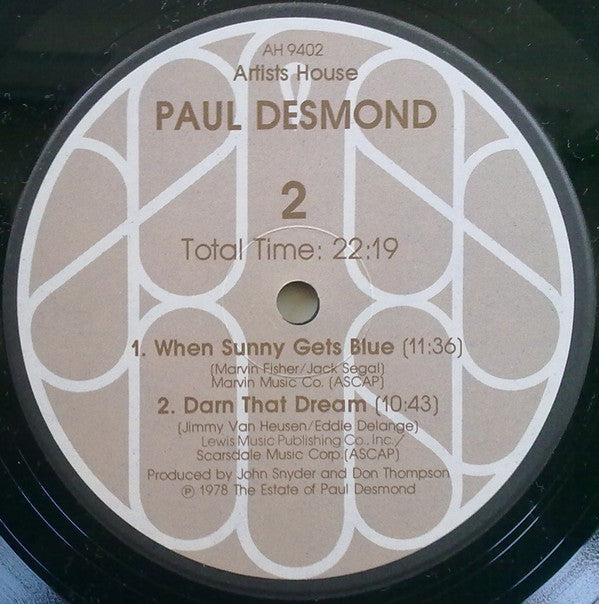 AH 9402
Artists House
PAUL DESMOND
2
Total Time: 22:19
1. When Sunny Gets Blue (11:36)
(Marvin Fisher/Jack Segal)
Marvin Music Co. (ASCAP)
2. Darn That Dream (10:43)
(Jimmy Van Heusen/Eddie Delange)
Lewis Music Publishing Co., Inc./
Scarsdale Music Corp. (ASCAP)
Produced by John Snyder and Don Thompson
℗ 1978 The Estate of Paul Desmond